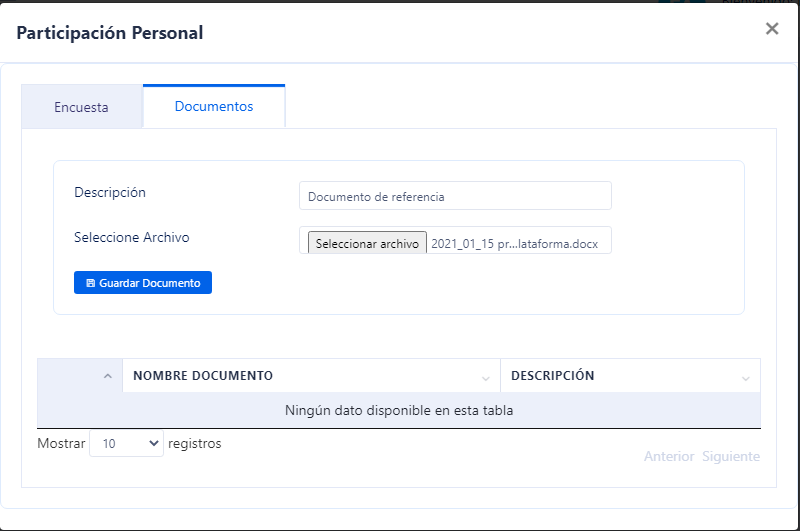 Participación Personal
Encuesta
Documentos
Descripción
Documento de referencia
Seleccione Archivo
Seleccionar archivo 2021_01_15 pr...lataforma.docx
Guardar Documento
NOMBRE DOCUMENTO
DESCRIPCIÓN
Ningún dato disponible en esta tabla
Mostrar 10 registros
Anterior Siguiente